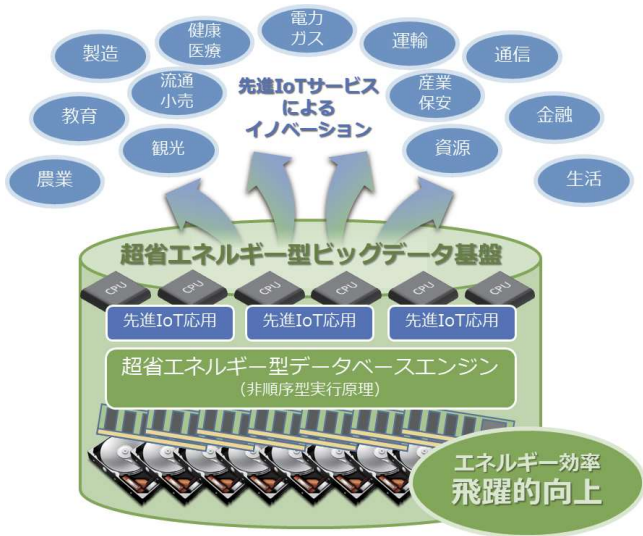 電力
ガス
健康
医療
運輸
製造
通信
流通
小売
先進IoTサービス
による
イノベーション
産業
保安
教育
金融
観光
資源
農業
生活
超省エネルギー型ビッグデータ基盤
CPU
CPU
CPU
CPU
CPU
CPU
先進IoT応用
先進IoT応用
先進IoT応用
超省エネルギー型データベースエンジン
(非順序型実行原理)
エネルギー効率
飛躍的向上